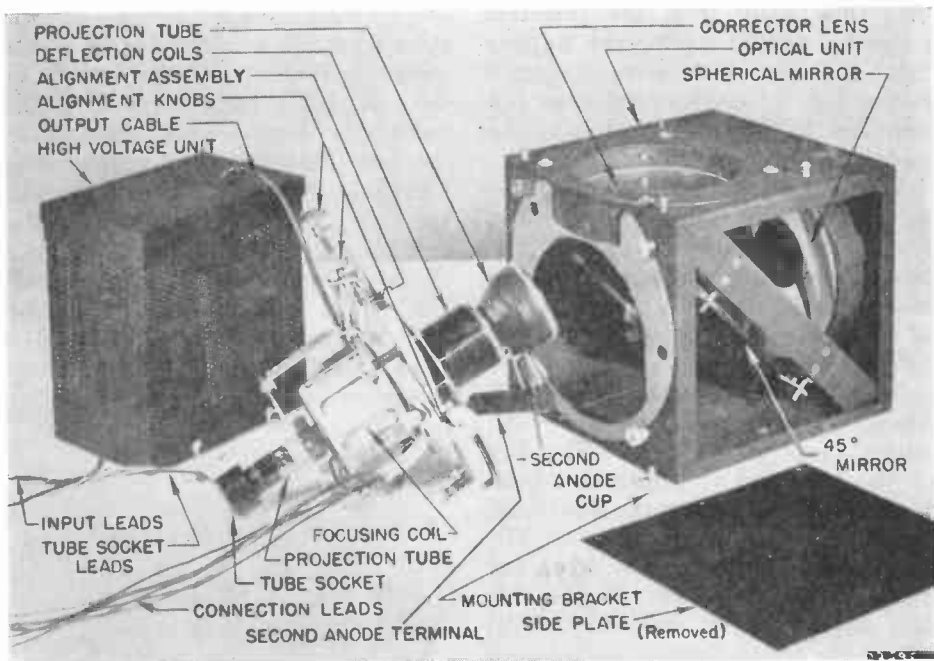 PROJECTION TUBE
DEFLECTION COILS
ALIGNMENT ASSEMBLY
ALIGNMENT KNOBS
OUTPUT CABLE
HIGH VOLTAGE UNIT
CORRECTOR LENS
OPTICAL UNIT
SPHERICAL MIRROR
45°
MIRROR
SECOND
ANODE
CUP
INPUT LEADS
TUBE SOCKET
LEADS
FOCUSING COIL
PROJECTION TUBE
TUBE SOCKET
CONNECTION LEADS
SECOND ANODE TERMINAL
MOUNTING BRACKET
SIDE PLATE (Removed)